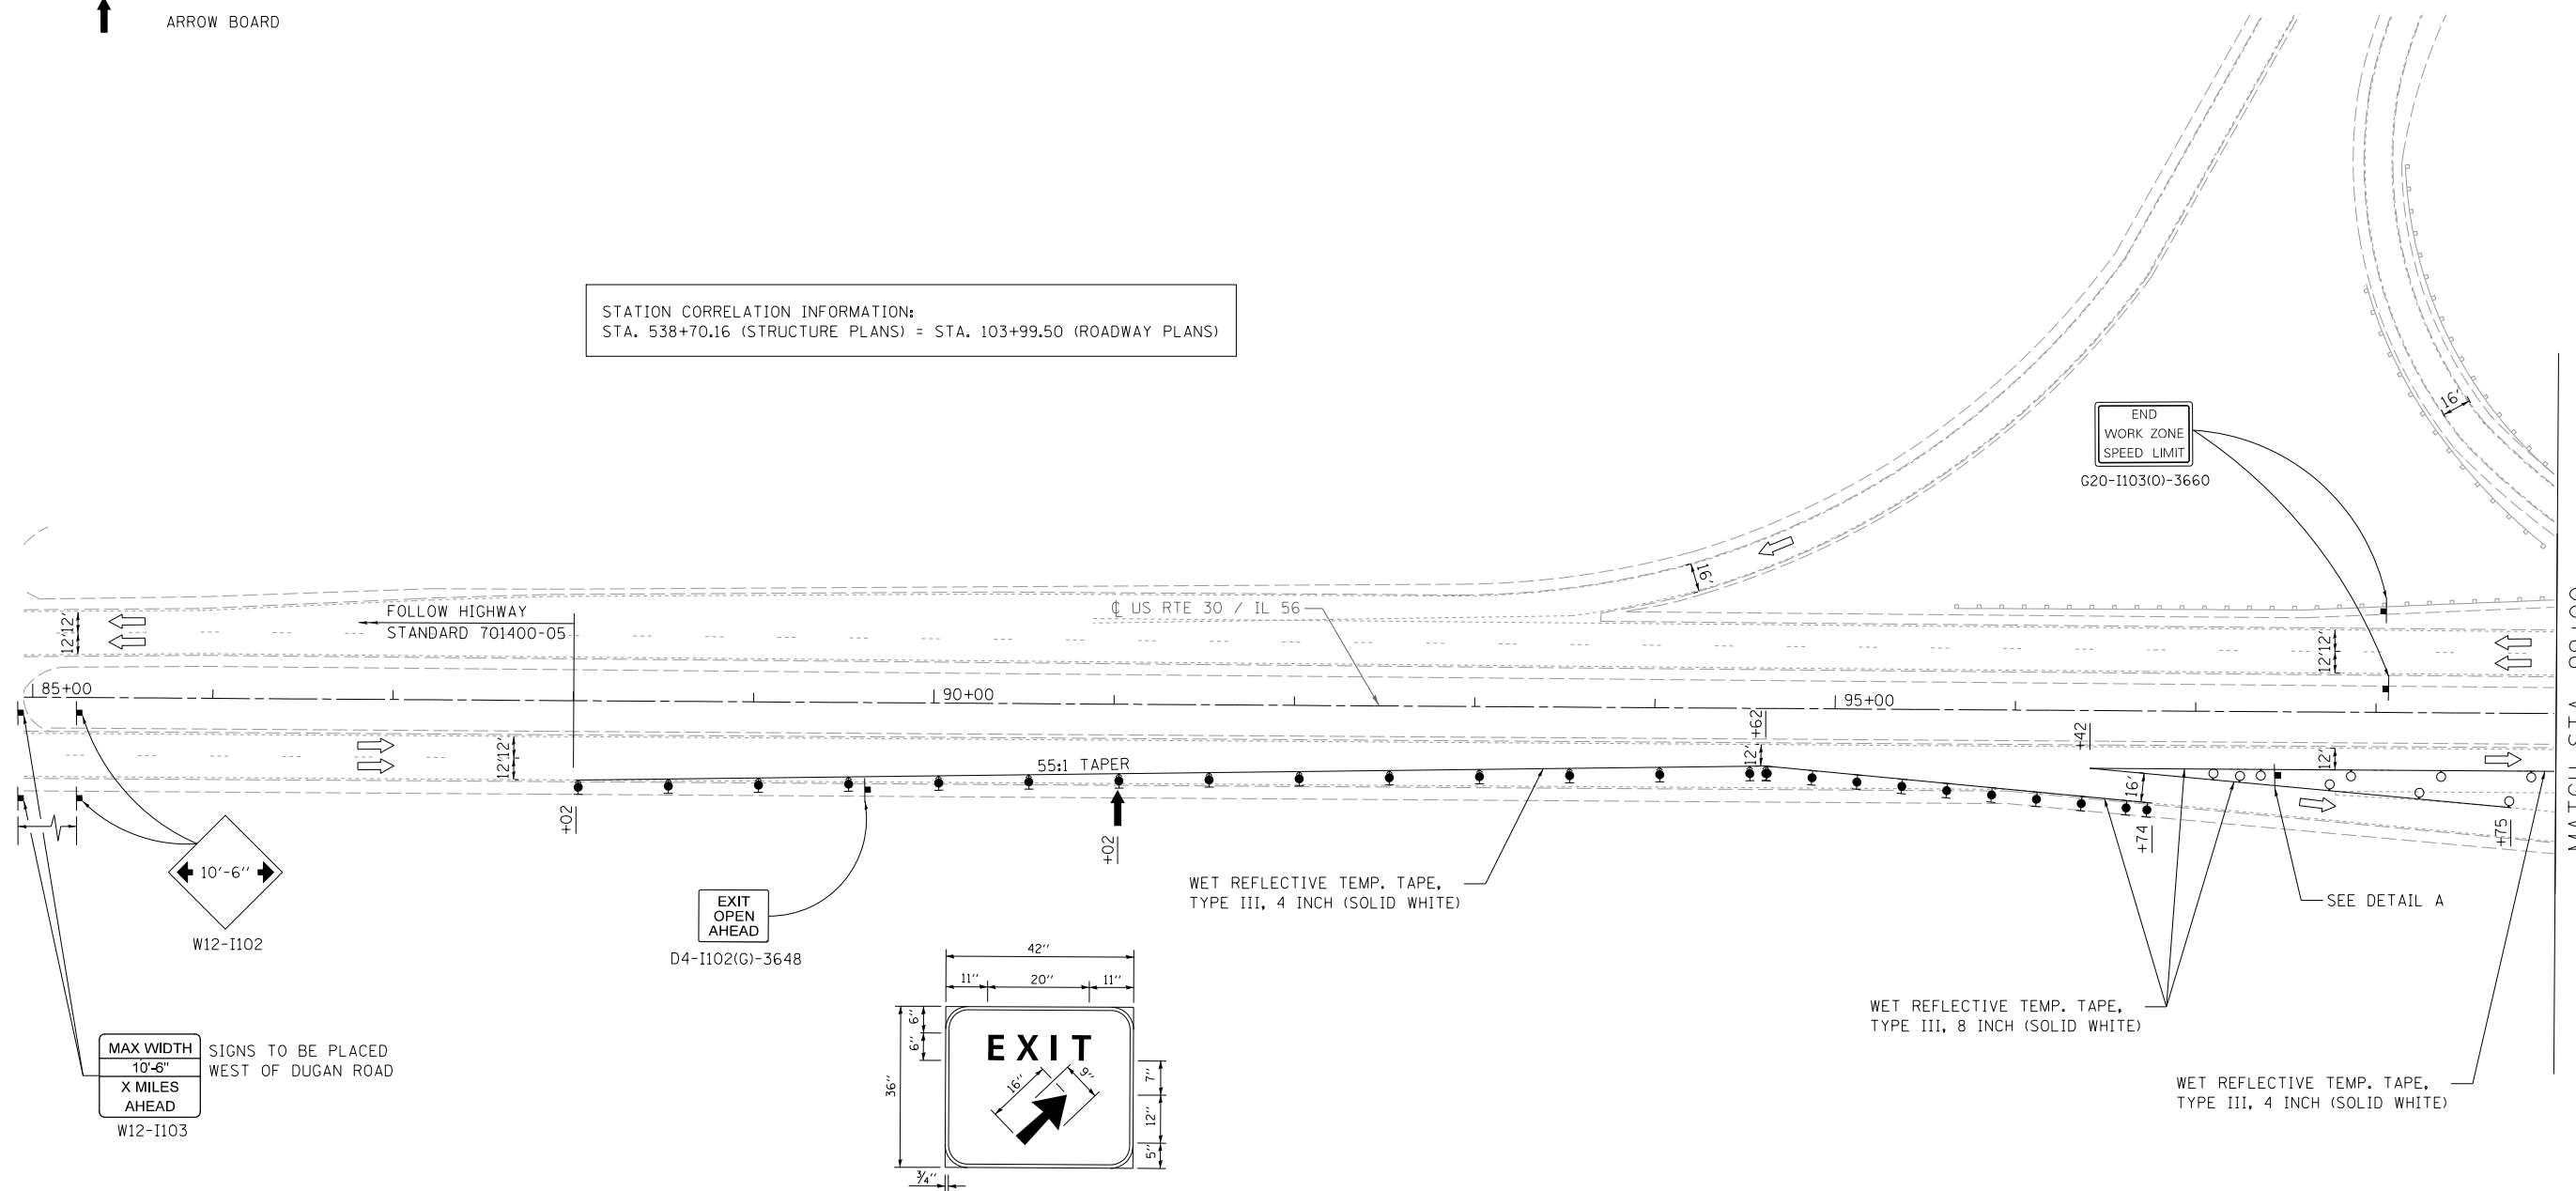 ARROW BOARD
STATION CORRELATION INFORMATION:
STA. 538+70.16 (STRUCTURE PLANS) = STA. 103+99.50 (ROADWAY PLANS)
END
WORK ZONE
SPEED LIMIT
G20-I103(O)-3660
16'
16'
FOLLOW HIGHWAY
STANDARD 701400-05
℄ US RTE 30 / IL 56
12'
12'
12'
12'
85+00
90+00
95+00
+62
+42
12'
12'
12'
12'
55:1 TAPER
16'
+02
+02
+74
+75
10'-6''
W12-I102
EXIT
OPEN
AHEAD
D4-I102(G)-3648
WET REFLECTIVE TEMP. TAPE,
TYPE III, 4 INCH (SOLID WHITE)
SEE DETAIL A
WET REFLECTIVE TEMP. TAPE,
TYPE III, 8 INCH (SOLID WHITE)
WET REFLECTIVE TEMP. TAPE,
TYPE III, 4 INCH (SOLID WHITE)
MAX WIDTH
10'-6"
X MILES
AHEAD
W12-I103
SIGNS TO BE PLACED
WEST OF DUGAN ROAD
42''
11''
20''
11''
6''
6''
36''
EXIT
16''
9''
7''
12''
5''
3/4''